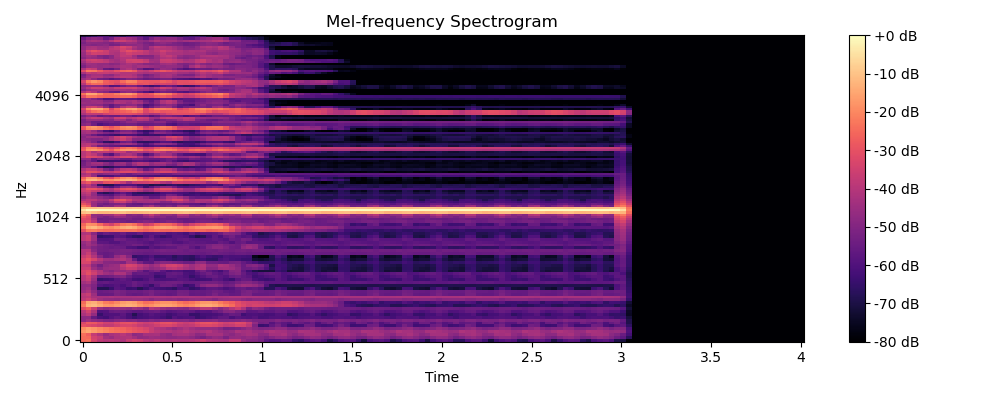 Mel-frequency Spectrogram
Hz
4096
2048
1024
512
0
0 0.5 1 1.5 2 2.5 3 3.5 4
Time
+0 dB
-10 dB
-20 dB
-30 dB
-40 dB
-50 dB
-60 dB
-70 dB
-80 dB